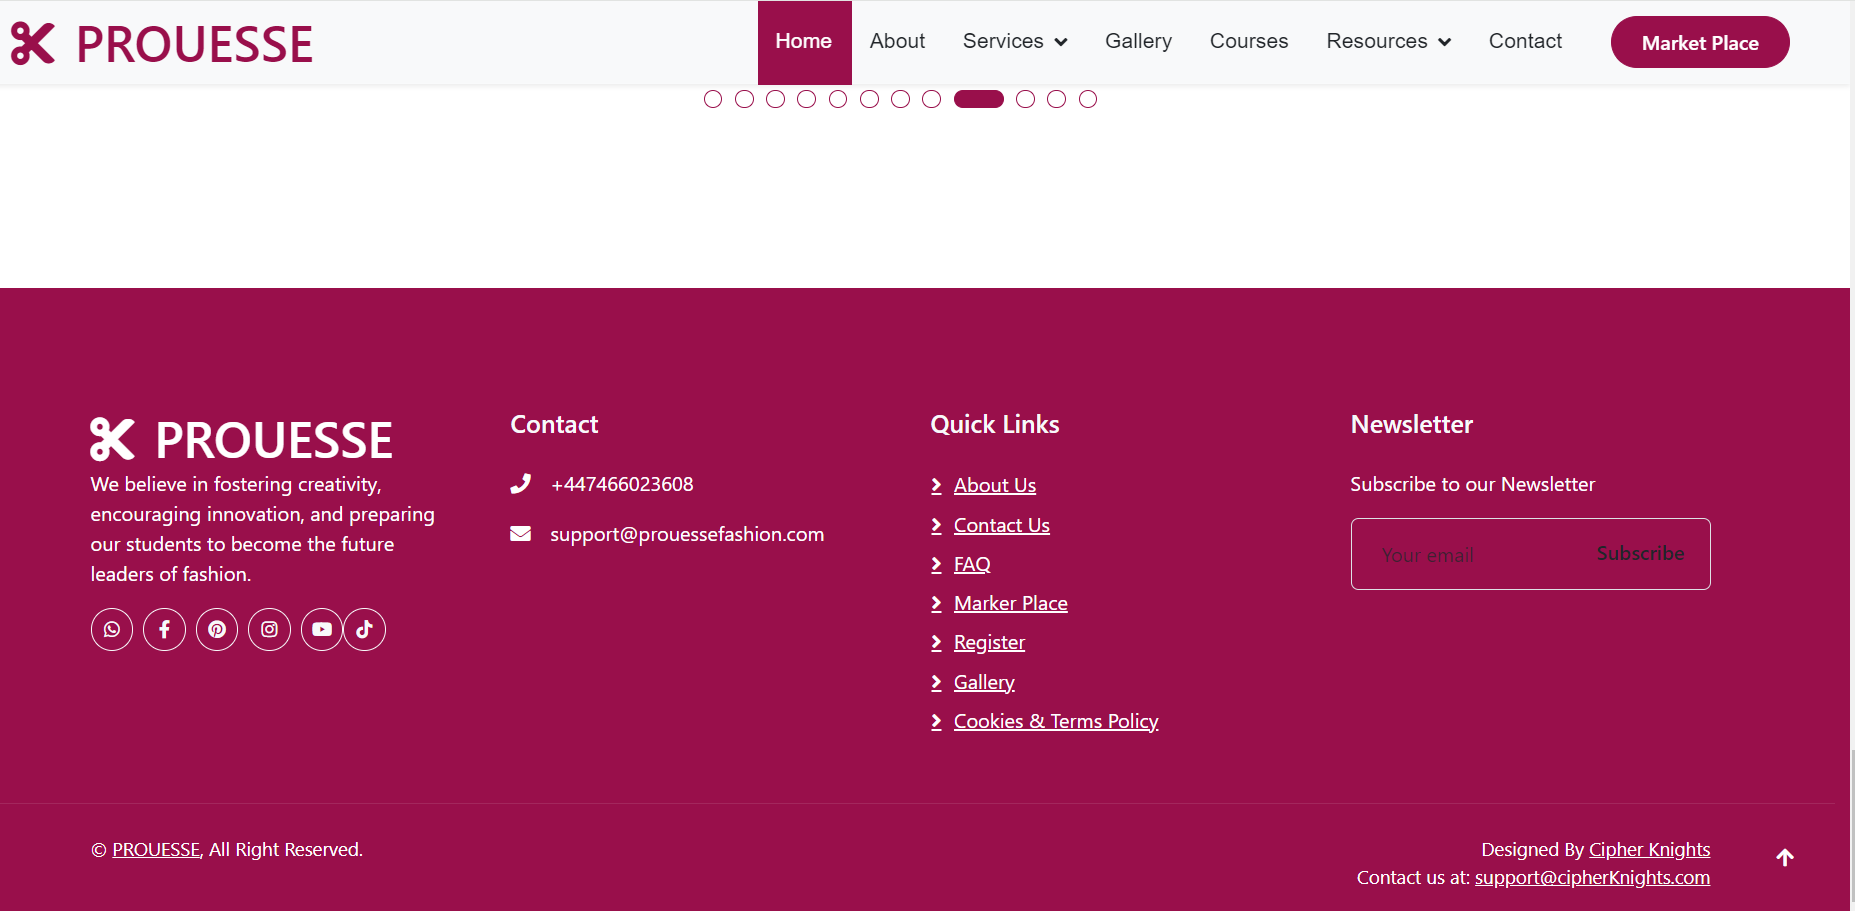 PROUESSE
Home About Services Gallery Courses Resources Contact Market Place
PROUESSE
We believe in fostering creativity,
encouraging innovation, and preparing
our students to become the future
leaders of fashion.
Contact
+447466023608
support@prouessefashion.com
Quick Links
About Us
Contact Us
FAQ
Marker Place
Register
Gallery
Cookies & Terms Policy
Newsletter
Subscribe to our Newsletter
Your email Subscribe
© PROUESSE, All Right Reserved.
Designed By Cipher Knights
Contact us at: support@cipherKnights.com